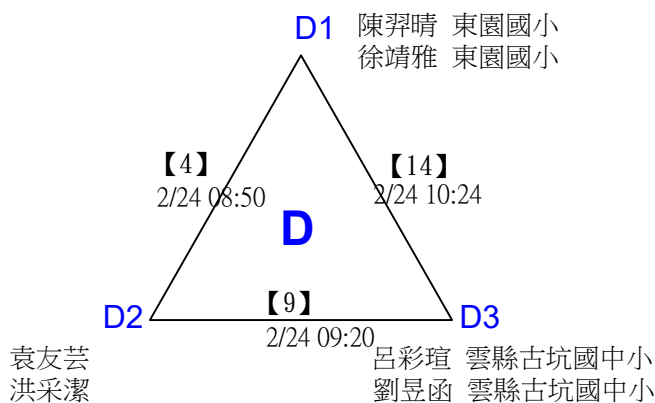 D1 陳羿晴 東園國小
徐靖雅 東園國小
【4】
2/24 08:50
【14】
2/24 10:24
D
【9】
2/24 09:20
D2
D3
袁友芸
洪采潔
呂彩瑄 雲縣古坑國中小
劉昱函 雲縣古坑國中小